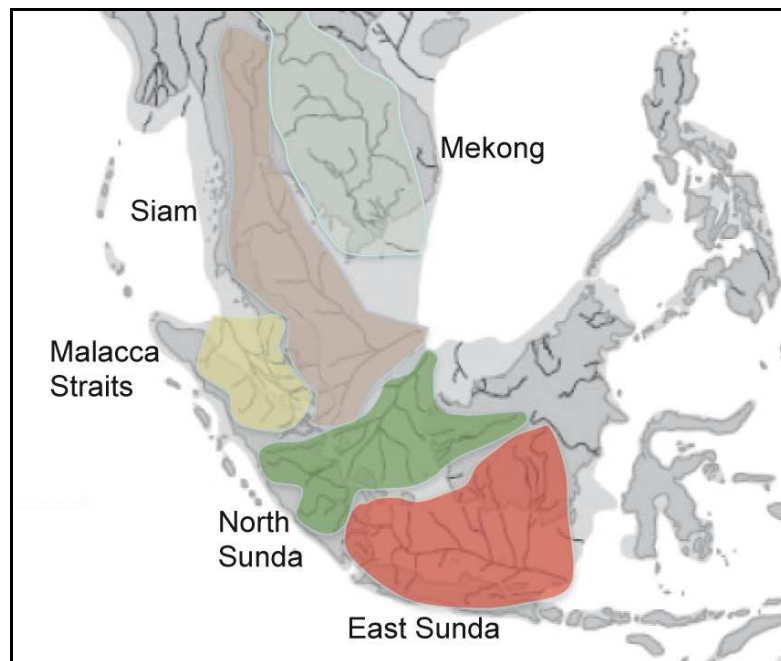 Mekong
Siam
Malacca
Straits
North
Sunda
East Sunda